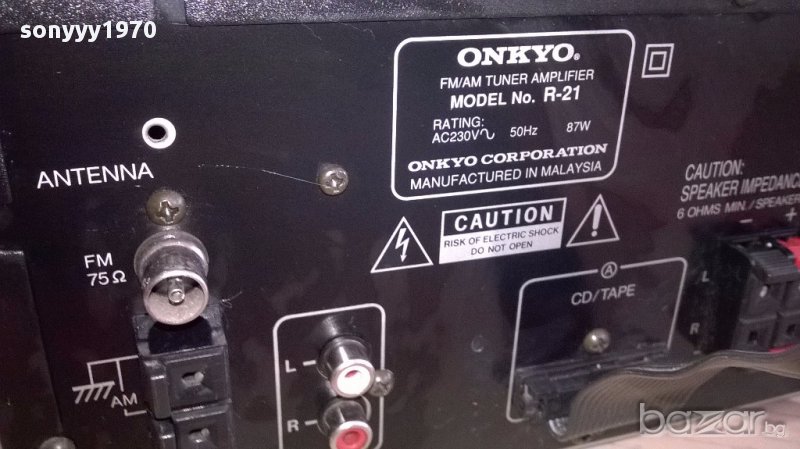 sonyyy1970
ONKYO®
FM/AM TUNER AMPLIFIER
MODEL No. R-21
RATING:
AC230V 50Hz 87W
ONKYO CORPORATION
MANUFACTURED IN MALAYSIA
ANTENNA
CAUTION:
SPEAKER IMPEDANC
6 OHMS MIN./SPEAKER
CAUTION
RISK OF ELECTRIC SHOCK
DO NOT OPEN
- +
FM
75Ω
A
CD/TAPE
L
R
L
R
AM
bazar.bg